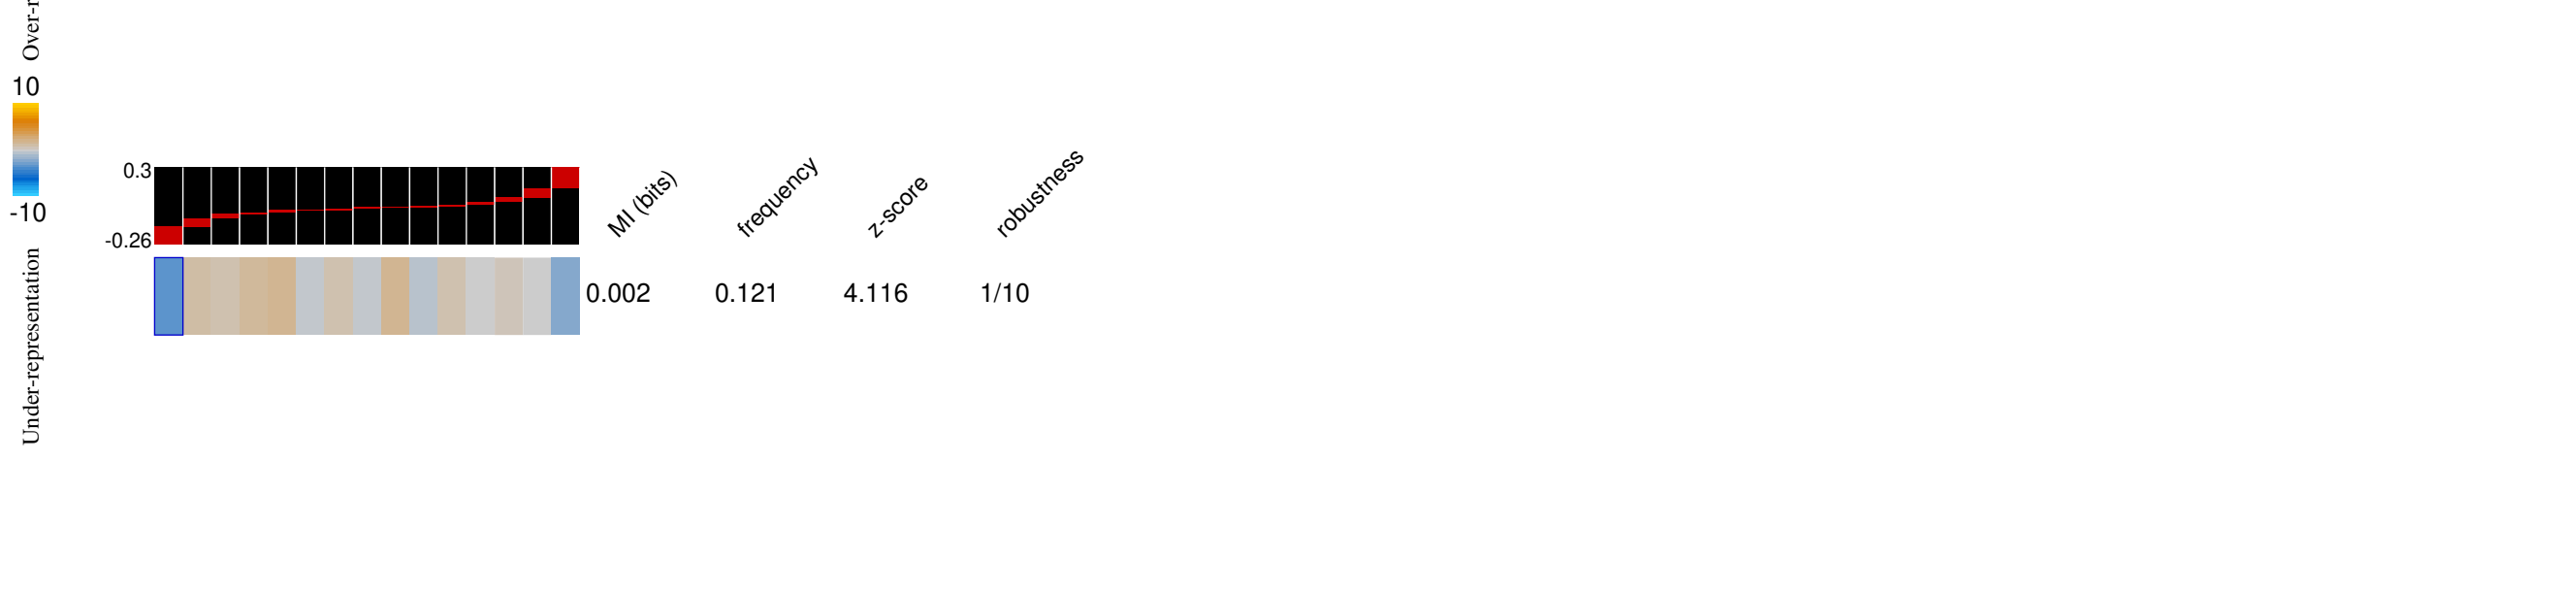 Over-r
10
-10
Under-representation
0.3
-0.26
MI (bits)
frequency
z-score
robustness
0.002 0.121 4.116 1/10